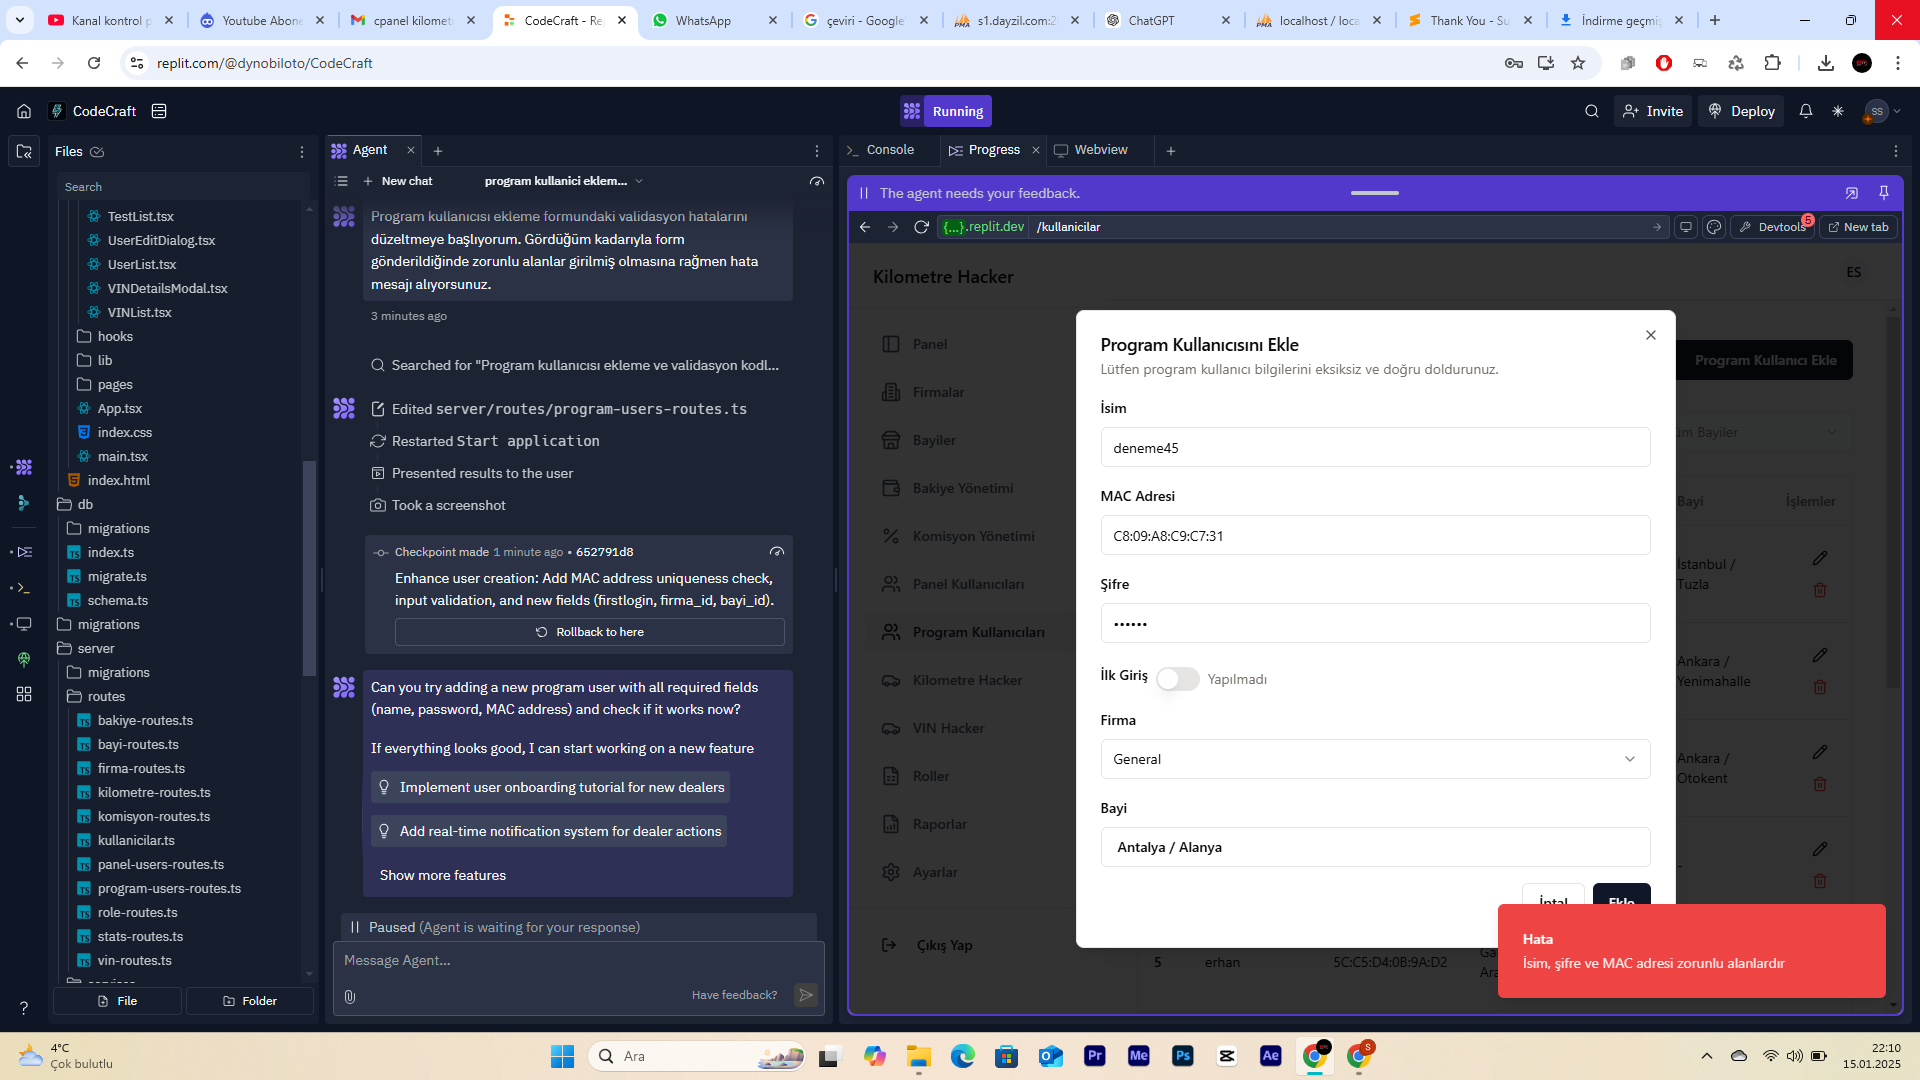 Kanal kontrol p
Youtube Abone
cpanel kilomet
CodeCraft - Re
WhatsApp
çeviri - Google'
s1.dayzil.com:2
ChatGPT
localhost / loca
Thank You - Su
İndirme geçmiş
replit.com/@dynobiloto/CodeCraft
CodeCraft
Running
Invite
Deploy
SS
Files
Search
TestList.tsx
UserEditDialog.tsx
UserList.tsx
VINDetailsModal.tsx
VINList.tsx
hooks
lib
pages
App.tsx
index.css
main.tsx
index.html
db
migrations
index.ts
migrate.ts
schema.ts
migrations
server
migrations
routes
bakiye-routes.ts
bayi-routes.ts
firma-routes.ts
kilometre-routes.ts
komisyon-routes.ts
kullanicilar.ts
panel-users-routes.ts
program-users-routes.ts
role-routes.ts
stats-routes.ts
vin-routes.ts
File
Folder
Agent
New chat
program kullanici eklem...
Program kullanıcısı ekleme formundaki validasyon hatalarını
düzeltmeye başlıyorum. Gördüğüm kadarıyla form
gönderildiğinde zorunlu alanlar girilmiş olmasına rağmen hata
mesajı alıyorsunuz.
3 minutes ago
Searched for "Program kullanıcısı ekleme ve validasyon kodl...
Edited server/routes/program-users-routes.ts
Restarted Start application
Presented results to the user
Took a screenshot
Checkpoint made 1 minute ago • 652791d8
Enhance user creation: Add MAC address uniqueness check,
input validation, and new fields (firstlogin, firma_id, bayi_id).
Rollback to here
Can you try adding a new program user with all required fields
(name, password, MAC address) and check if it works now?
If everything looks good, I can start working on a new feature
Implement user onboarding tutorial for new dealers
Add real-time notification system for dealer actions
Show more features
Paused (Agent is waiting for your response)
Message Agent...
Have feedback?
Console
Progress
Webview
The agent needs your feedback.
{...}.replit.dev
/kullanicilar
Devtools
5
New tab
Kilometre Hacker
ES
Panel
Firmalar
Bayiler
Bakiye Yönetimi
Komisyon Yönetimi
Panel Kullanıcıları
Program Kullanıcıları
Kilometre Hacker
VIN Hacker
Roller
Raporlar
Ayarlar
Çıkış Yap
Program Kullanıcı Ekle
üm Bayiler
Bayi
İşlemler
İstanbul /
Tuzla
Ankara /
Yenimahalle
Ankara /
Otokent
-
5
erhan
5C:C5:D4:0B:9A:D2
Ara
Program Kullanıcısını Ekle
Lütfen program kullanıcı bilgilerini eksiksiz ve doğru doldurunuz.
İsim
deneme45
MAC Adresi
C8:09:A8:C9:C7:31
Şifre
••••••
İlk Giriş
Yapılmadı
Firma
General
Bayi
Antalya / Alanya
İptal
Ekle
Hata
İsim, şifre ve MAC adresi zorunlu alanlardır
4°C
Çok bulutlu
Ara
Pr
Me
Ps
Ae
S
22:10
15.01.2025